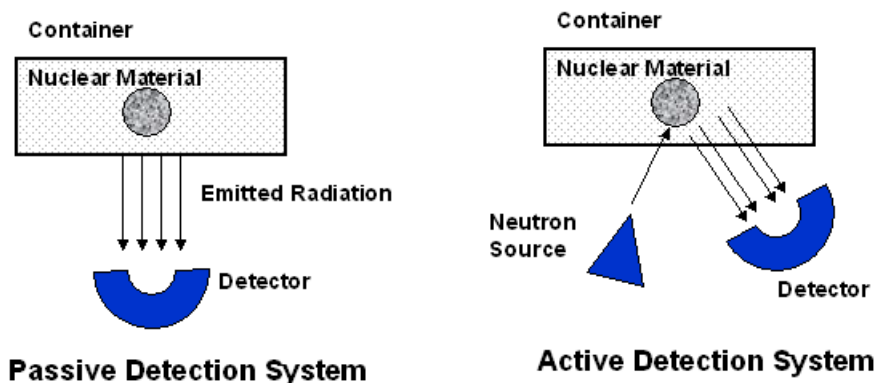 Container
Nuclear Material
Emitted Radiation
Detector
Passive Detection System
Container
Nuclear Material
Neutron
Source
Detector
Active Detection System